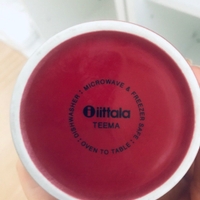 MICROWAVE & FREEZER SAFE / OVEN TO TABLE / DISHWASHER /
iittala
TEEMA